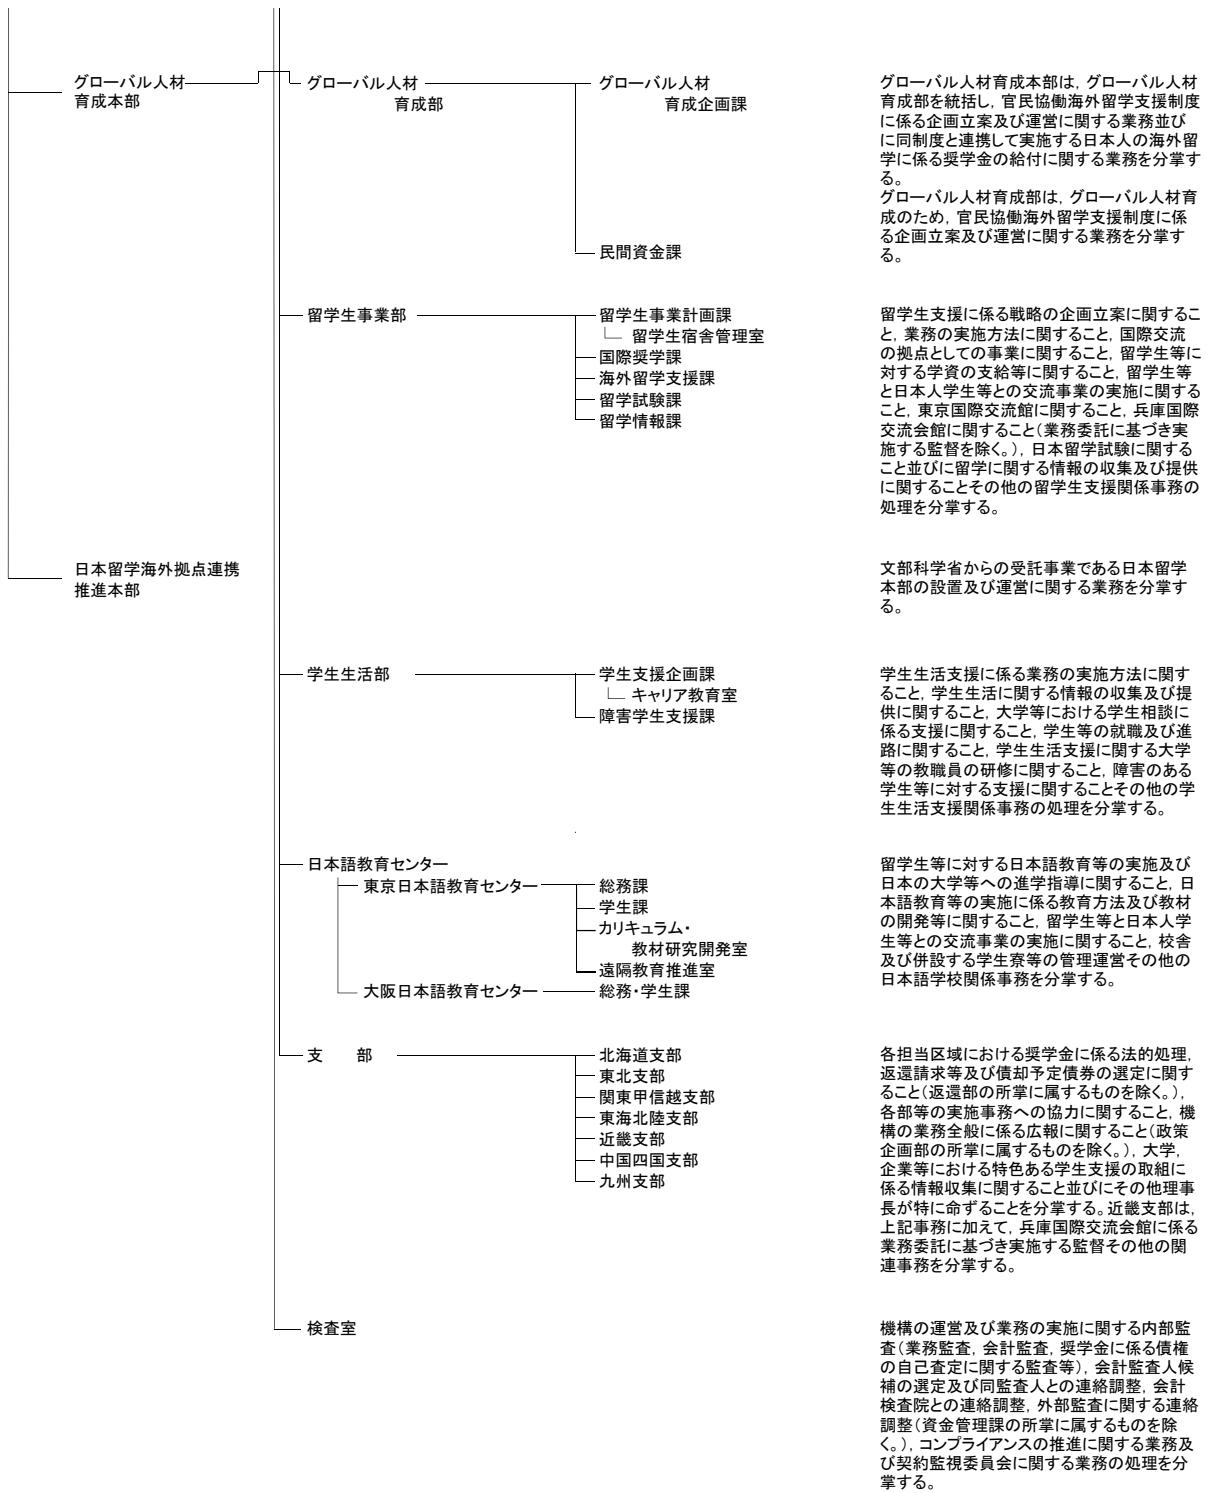 グローバル人材
育成本部
グローバル人材
育成部
グローバル人材
育成企画課
民間資金課
グローバル人材育成本部は，グローバル人材
育成部を統括し，官民協働海外留学支援制度
に係る企画立案及び運営に関する業務並び
に同制度と連携して実施する日本人の海外留
学に係る奨学金の給付に関する業務を分掌す
る。
グローバル人材育成部は，グローバル人材育
成のため，官民協働海外留学支援制度に係
る企画立案及び運営に関する業務を分掌す
る。
留学生事業部
留学生事業計画課
留学生宿舎管理室
国際奨学課
海外留学支援課
留学試験課
留学情報課
留学生支援に係る戦略の企画立案に関するこ
と，業務の実施方法に関すること，国際交流
の拠点としての事業に関すること，留学生等に
対する学資の支給等に関すること，留学生等
と日本人学生等との交流事業の実施に関する
こと，東京国際交流館に関すること，兵庫国際
交流会館に関すること（業務委託に基づき実
施する監督を除く。），日本留学試験に関する
こと並びに留学に関する情報の収集及び提供
に関することその他の留学生支援関係事務の
処理を分掌する。
日本留学海外拠点連携
推進本部
文部科学省からの受託事業である日本留学
本部の設置及び運営に関する業務を分掌す
る。
学生生活部
学生支援企画課
キャリア教育室
障害学生支援課
学生生活支援に係る業務の実施方法に関す
ること，学生生活に関する情報の収集及び提
供に関すること，大学等における学生相談に
係る支援に関すること，学生等の就職及び進
路に関すること，学生生活支援に関する大学
等の教職員の研修に関すること，障害のある
学生等に対する支援に関することその他の学
生生活支援関係事務の処理を分掌する。
日本語教育センター
東京日本語教育センター
総務課
学生課
カリキュラム・
教材研究開発室
遠隔教育推進室
大阪日本語教育センター
総務・学生課
留学生等に対する日本語教育等の実施及び
日本の大学等への進学指導に関すること，日
本語教育等の実施に係る教育方法及び教材
の開発等に関すること，留学生等と日本人学
生等との交流事業の実施に関すること，校舎
及び併設する学生寮等の管理運営その他の
日本語学校関係事務を分掌する。
支　　部
北海道支部
東北支部
関東甲信越支部
東海北陸支部
近畿支部
中国四国支部
九州支部
各担当区域における奨学金に係る法的処理，
返還請求等及び償却予定債券の選定に関す
ること（返還部の所掌に属するものを除く。），
各部等の実施事務への協力に関すること，機
構の業務全般に係る広報に関すること（政策
企画部の所掌に属するものを除く。），大学，
企業等における特色ある学生支援の取組に
係る情報収集に関すること並びにその他理事
長が特に命ずることを分掌する。近畿支部は，
上記事務に加えて，兵庫国際交流会館に係る
業務委託に基づき実施する監督その他の関
連事務を分掌する。
検査室
機構の運営及び業務の実施に関する内部監
査（業務監査，会計監査，奨学金に係る債権
の自己査定に関する監査等），会計監査人候
補の選定及び同監査人との連絡調整，会計
検査院との連絡調整，外部監査に関する連絡
調整（資金管理課の所掌に属するものを除
く。），コンプライアンスの推進に関する業務及
び契約監視委員会に関する業務の処理を分
掌する。